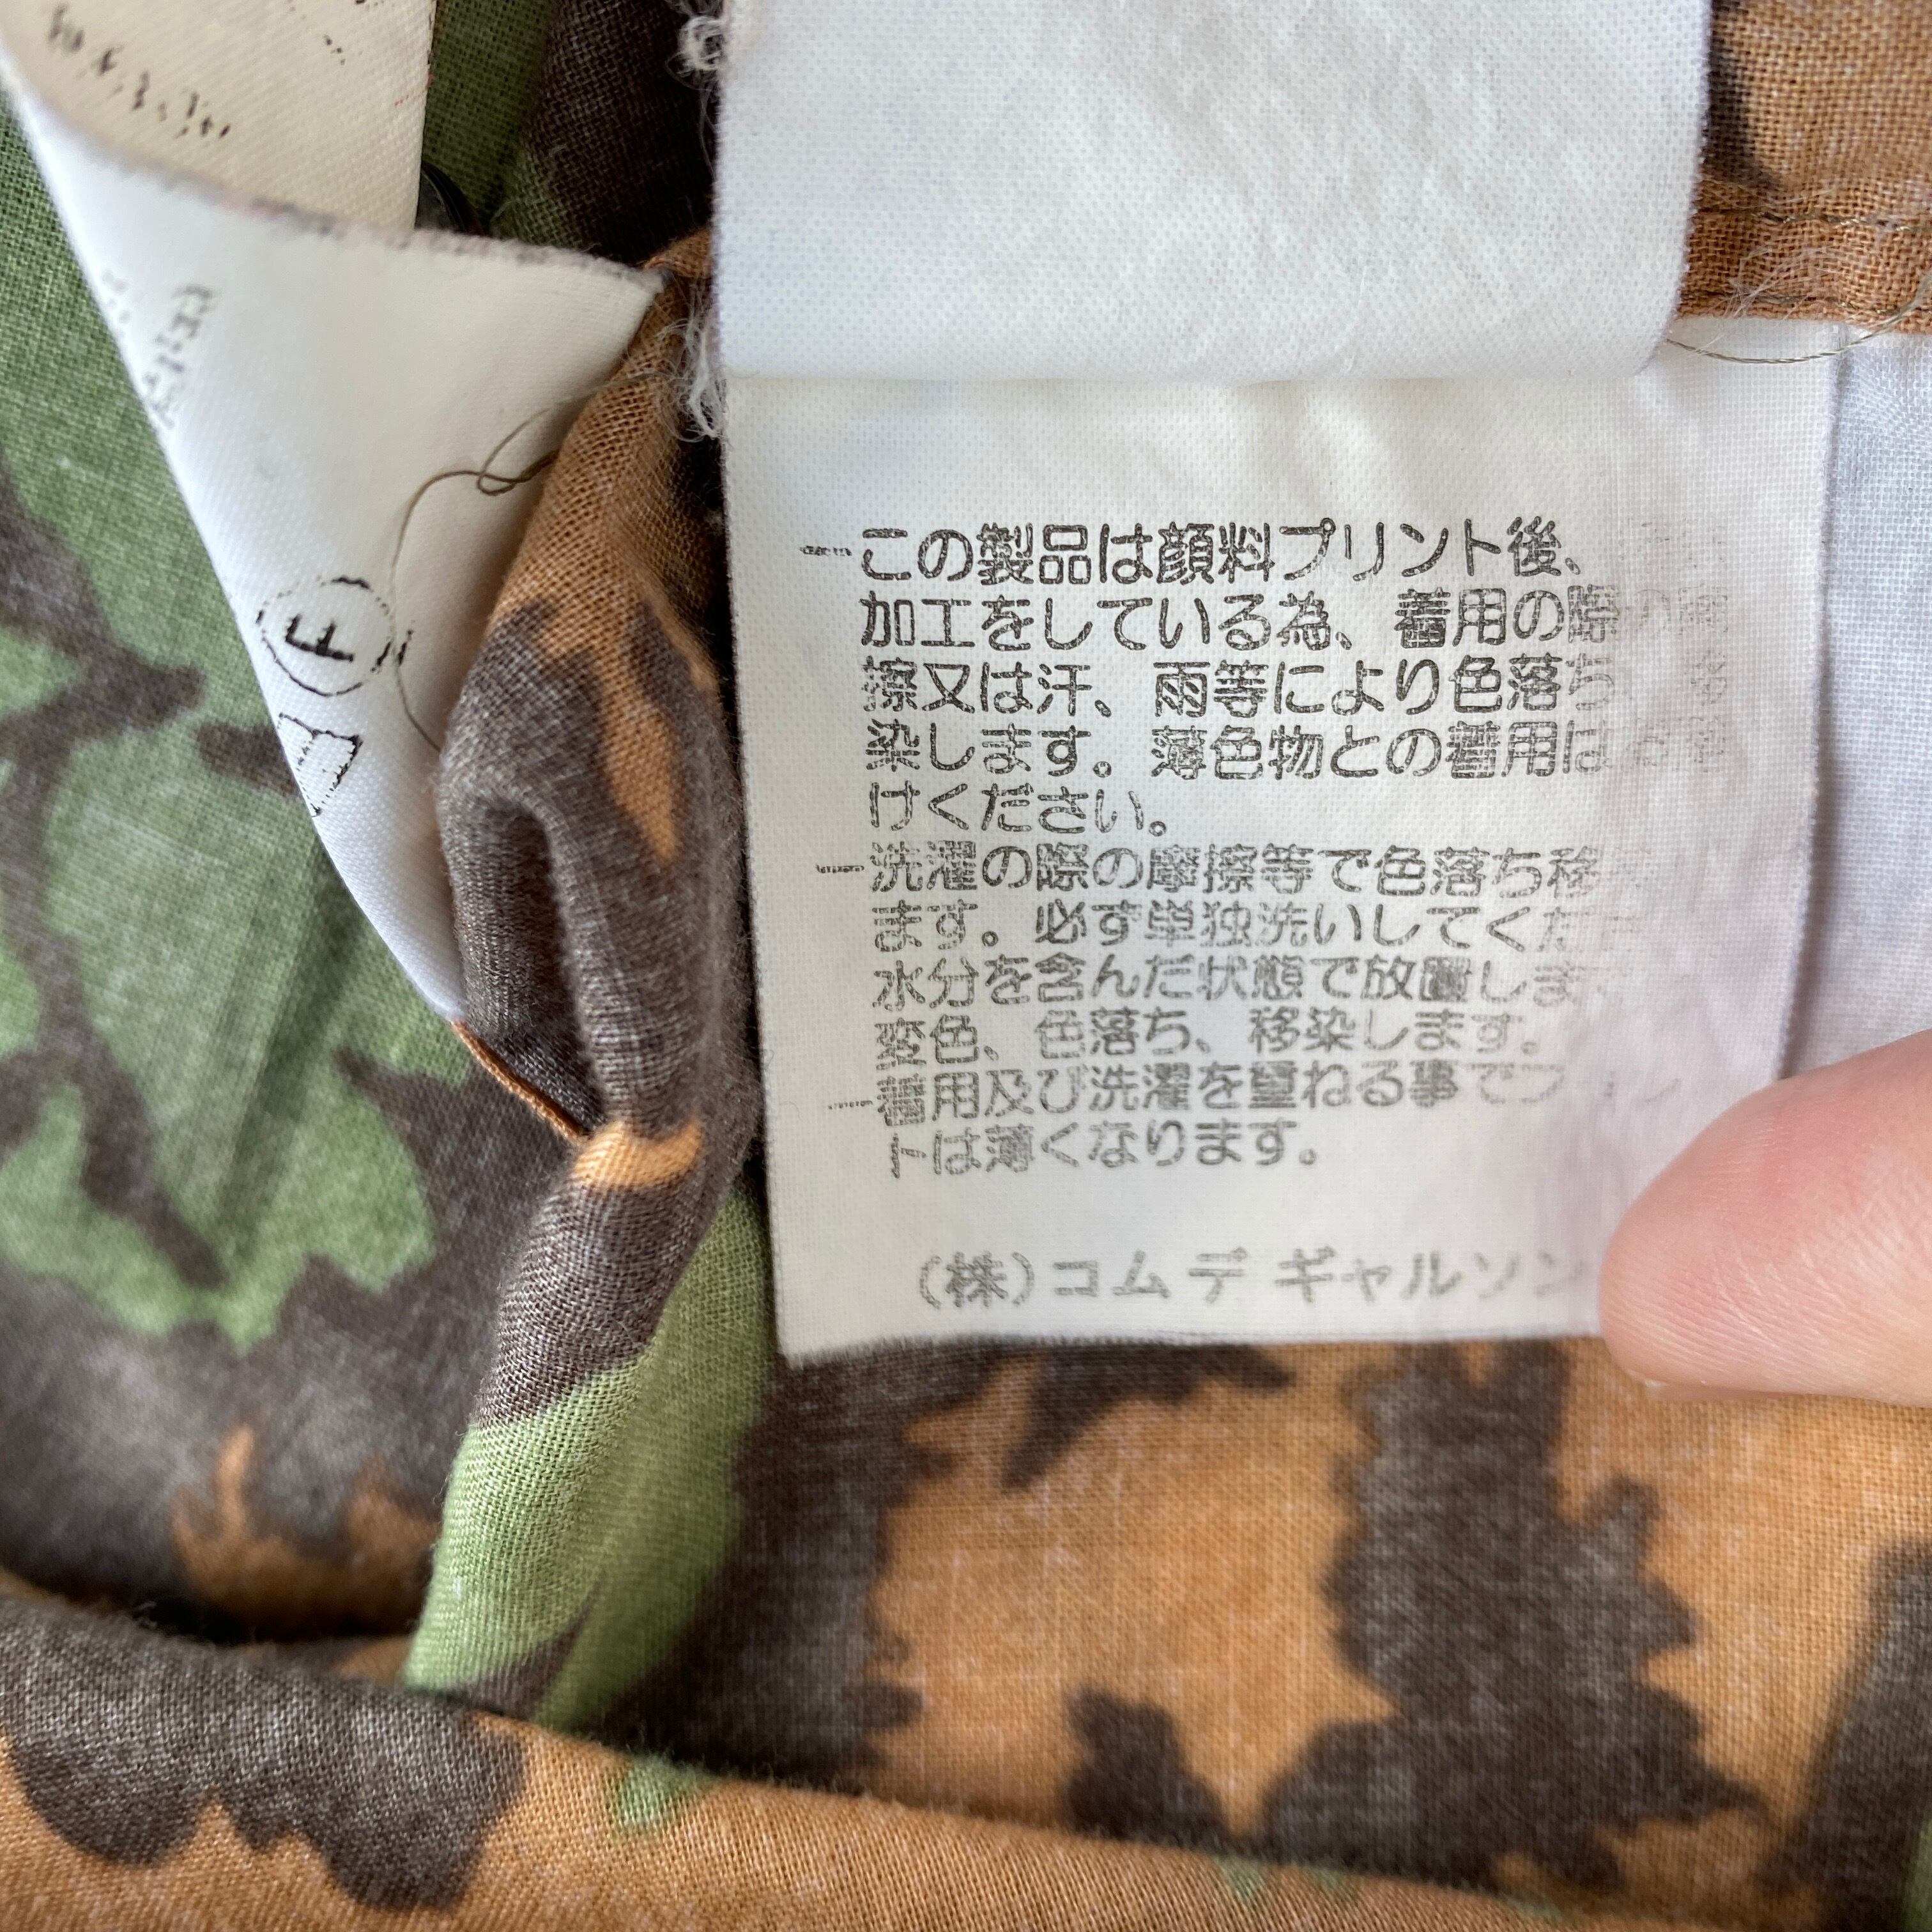 -この製品は顔料プリント後、
加工をしている為、着用の際の摩
擦又は汗、雨等により色落ち
染します。薄色物との着用は
けください。
-洗濯の際の摩擦等で色落ち移
ます。必ず単独洗いしてくだ
水分を含んだ状態で放置しま
変色、色落ち、移染します。
-着用及び洗濯を重ねる事でプリン
トは薄くなります。
(株)コム デ ギャルソン
F